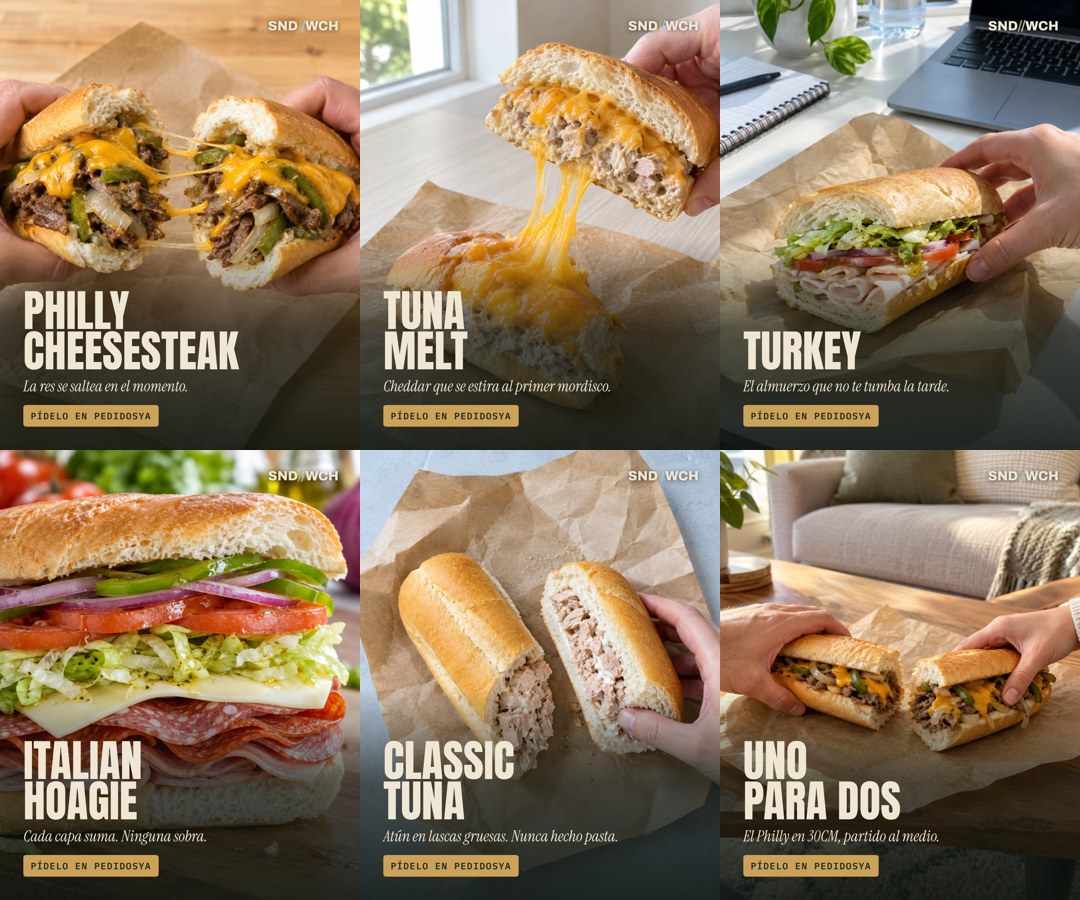 SND//WCH
PHILLY
CHEESESTEAK
La res se saltea en el momento.
PÍDELO EN PEDIDOSYA
SND//WCH
TUNA
MELT
Cheddar que se estira al primer mordisco.
PÍDELO EN PEDIDOSYA
SND//WCH
TURKEY
El almuerzo que no te tumba la tarde.
PÍDELO EN PEDIDOSYA
SND//WCH
ITALIAN
HOAGIE
Cada capa suma. Ninguna sobra.
PÍDELO EN PEDIDOSYA
SND//WCH
CLASSIC
TUNA
Atún en lascas gruesas. Nunca hecho pasta.
PÍDELO EN PEDIDOSYA
SND//WCH
UNO
PARA DOS
El Philly en 30CM, partido al medio.
PÍDELO EN PEDIDOSYA